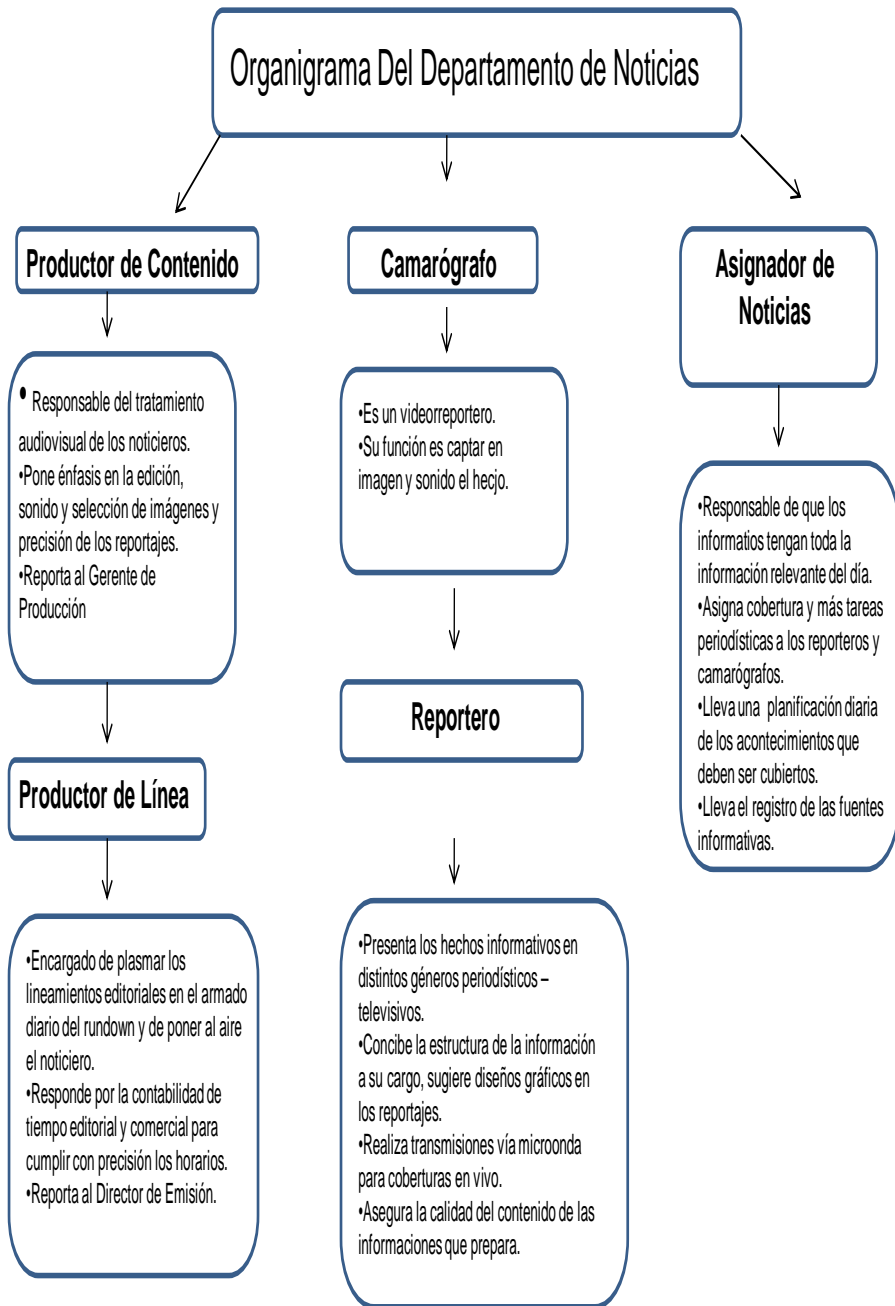 Organigrama Del Departamento de Noticias
Productor de Contenido
• Responsable del tratamiento
audiovisual de los noticieros.
•Pone énfasis en la edición,
sonido y selección de imágenes y
precisión de los reportajes.
•Reporta al Gerente de
Producción
Productor de Línea
•Encargado de plasmar los
lineamientos editoriales en el armado
diario del rundown y de poner al aire
el noticiero.
•Responde por la contabilidad de
tiempo editorial y comercial para
cumplir con precisión los horarios.
•Reporta al Director de Emisión.
Camarógrafo
•Es un videorreportero.
•Su función es captar en
imagen y sonido el hecjo.
Reportero
•Presenta los hechos informativos en
distintos géneros periodísticos –
televisivos.
•Concibe la estructura de la información
a su cargo, sugiere diseños gráficos en
los reportajes.
•Realiza transmisiones vía microonda
para coberturas en vivo.
•Asegura la calidad del contenido de las
informaciones que prepara.
Asignador de
Noticias
•Responsable de que los
informatios tengan toda la
información relevante del día.
•Asigna cobertura y más tareas
periodísticas a los reporteros y
camarógrafos.
•Lleva una planificación diaria
de los acontecimientos que
deben ser cubiertos.
•Lleva el registro de las fuentes
informativas.